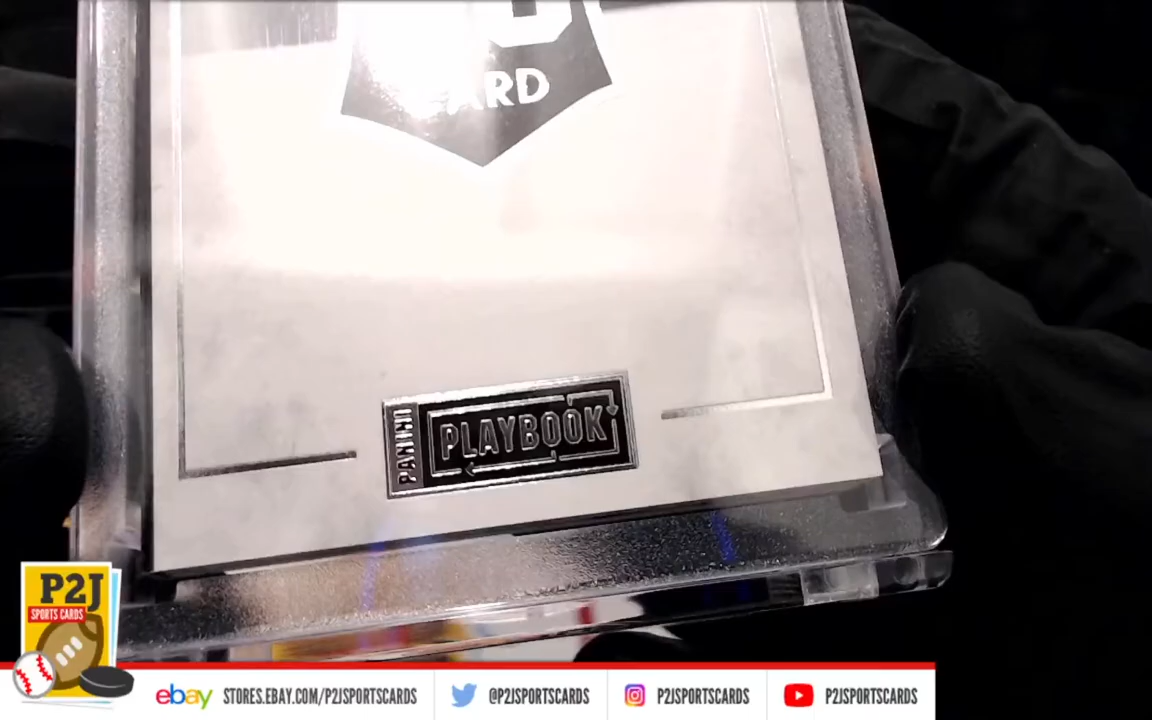 ARD
PANINI
PLAYBOOK
P2J
SPORTS CARDS
ebay STORES.EBAY.COM/P2JSPORTSCARDS @P2JSPORTSCARDS P2JSPORTSCARDS P2JSPORTSCARDS